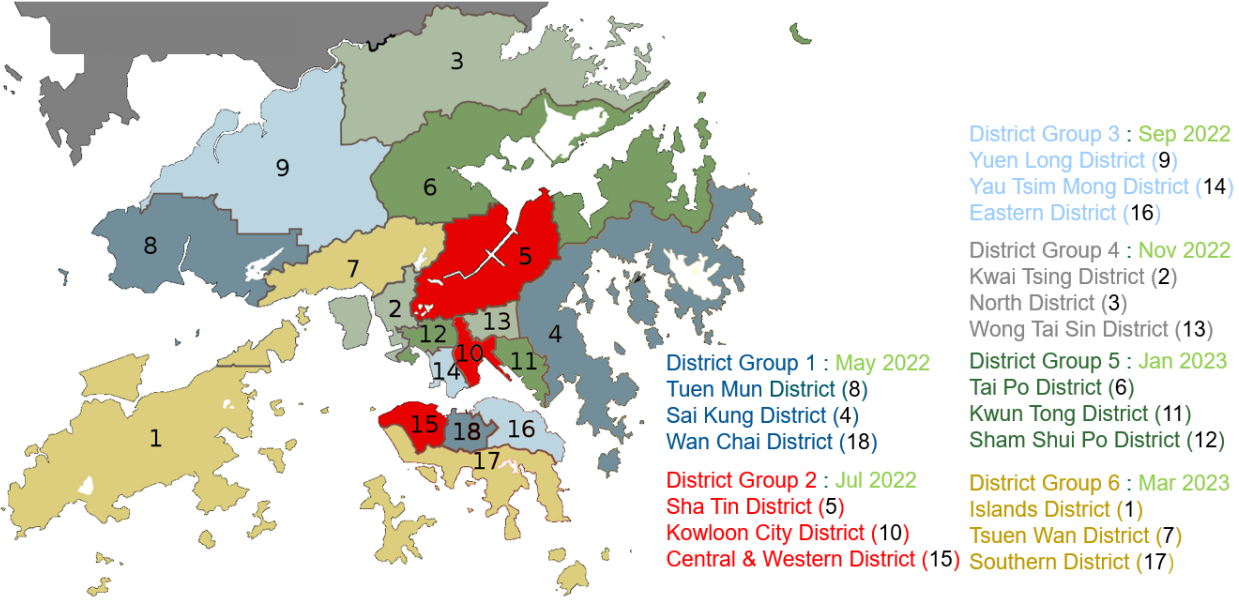 3
9
6
8
5
7
2
13
4
12
10
11
14
15
18
16
1
17
District Group 3 : Sep 2022
Yuen Long District (9)
Yau Tsim Mong District (14)
Eastern District (16)
District Group 4 : Nov 2022
Kwai Tsing District (2)
North District (3)
Wong Tai Sin District (13)
District Group 1 : May 2022
Tuen Mun District (8)
Sai Kung District (4)
Wan Chai District (18)
District Group 5 : Jan 2023
Tai Po District (6)
Kwun Tong District (11)
Sham Shui Po District (12)
District Group 2 : Jul 2022
Sha Tin District (5)
Kowloon City District (10)
Central & Western District (15)
District Group 6 : Mar 2023
Islands District (1)
Tsuen Wan District (7)
Southern District (17)